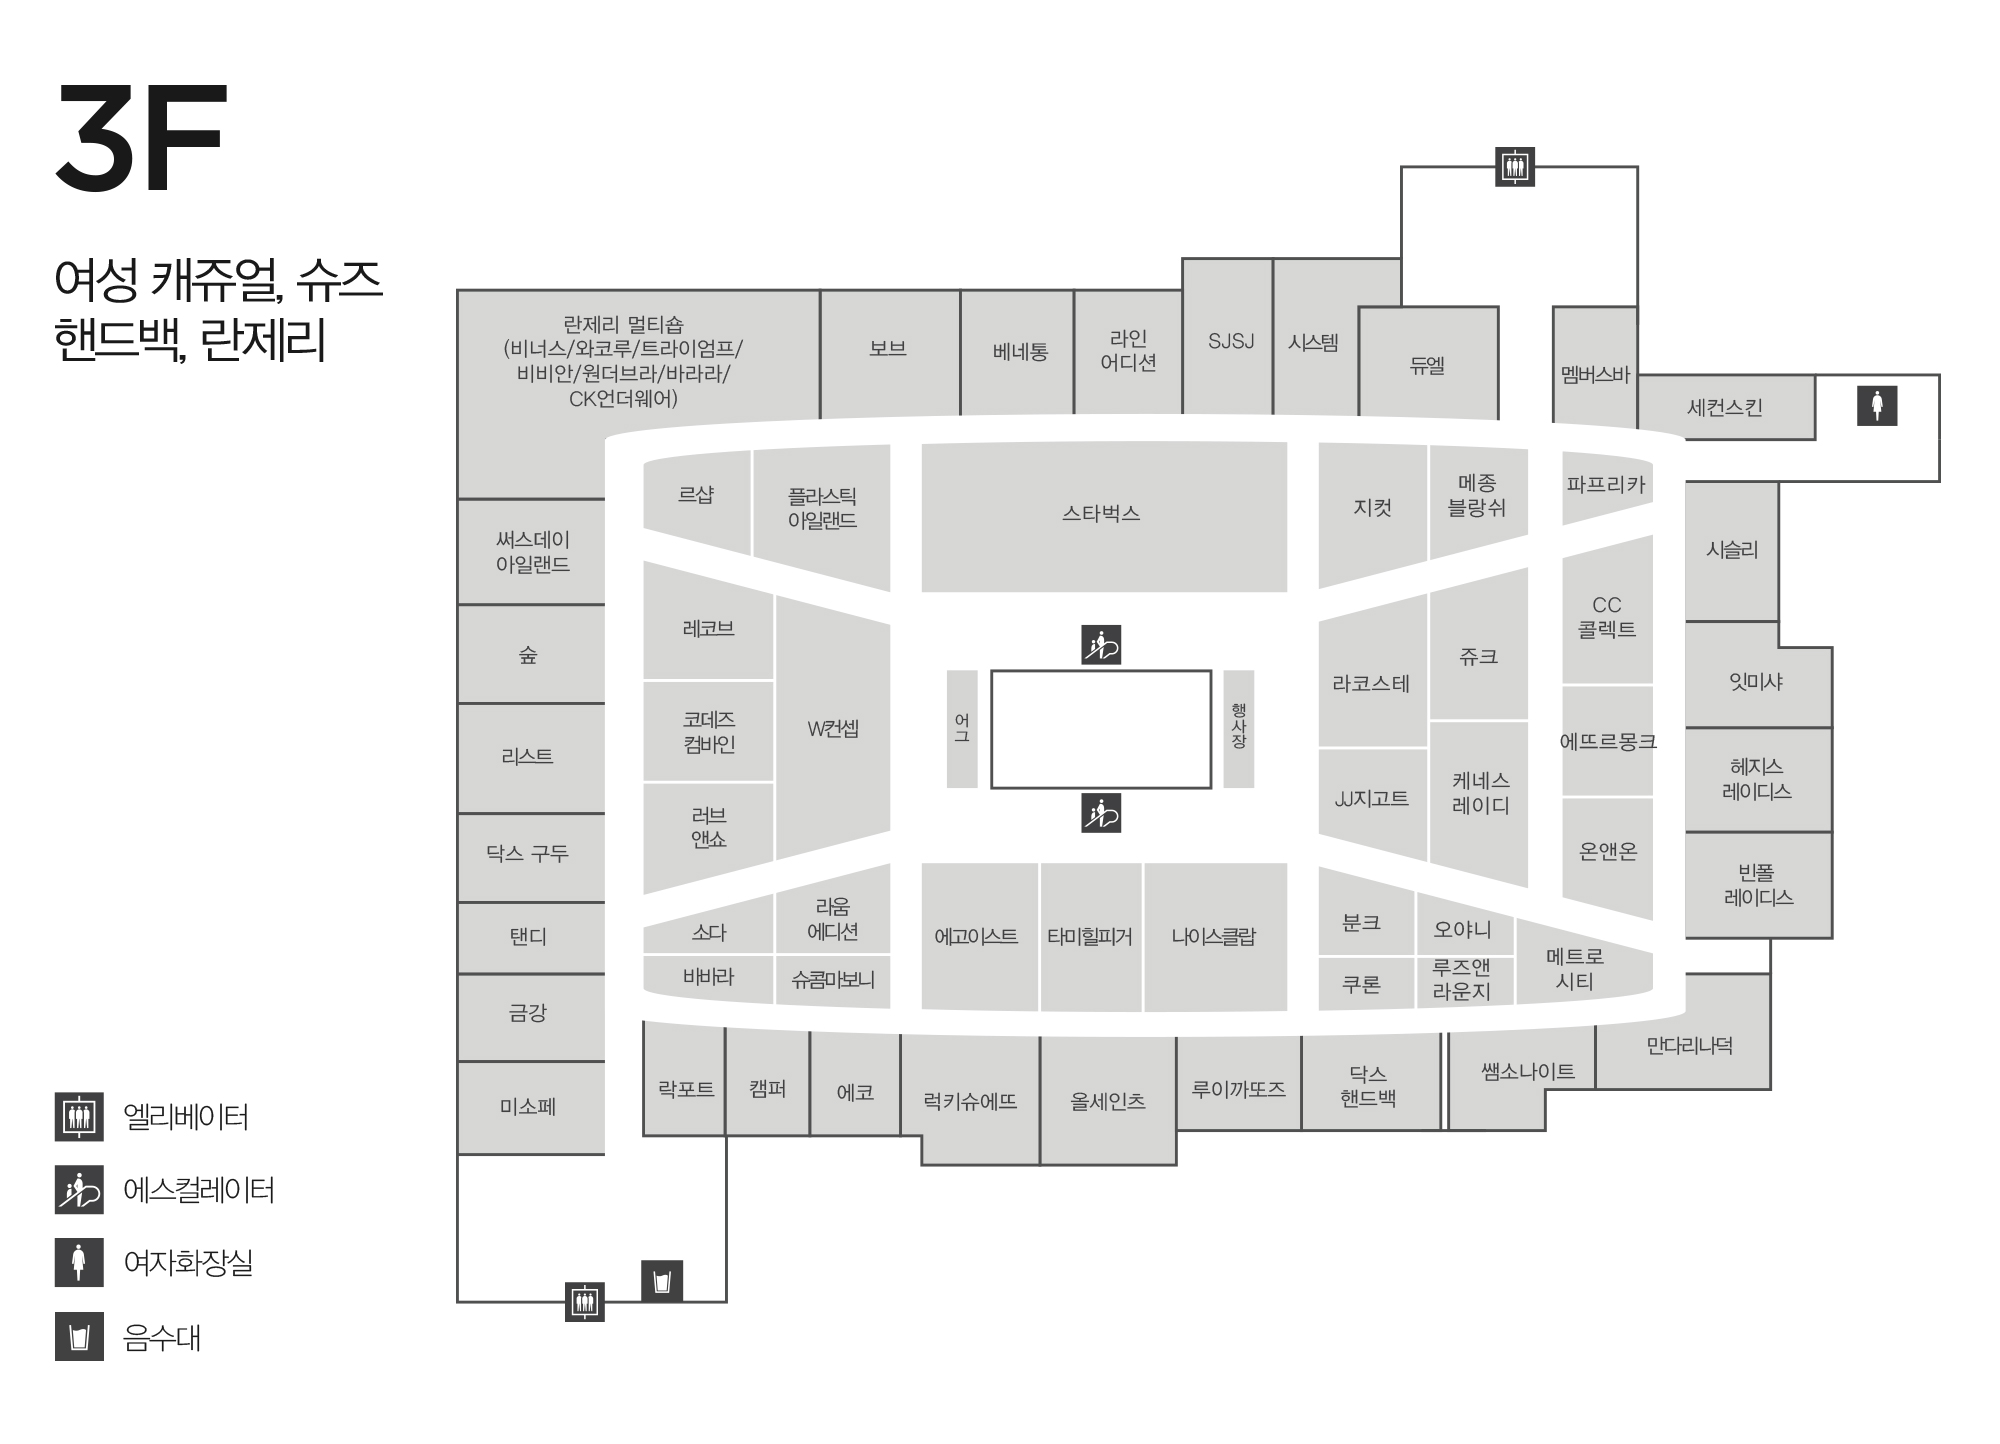 3F
여성 캐쥬얼, 슈즈
핸드백, 란제리
란제리 멀티숍
(비너스/와코루/트라이엄프/
비비안/원더브라/바라라/
CK언더웨어)
보브
베네통
라인
어디션
SJSJ
시스템
듀엘
멤버스바
세컨스킨
르샵
플라스틱
아일랜드
스타벅스
지컷
메종
블랑쉬
파프리카
써스데이
아일랜드
시슬리
숲
레코브
CC
콜렉트
쥬크
라코스테
잇미샤
리스트
코데즈
컴바인
W컨셉
어그
행사장
에뜨르몽크
헤지스
레이디스
JJ지고트
케네스
레이디
닥스 구두
러브
앤쇼
온앤온
빈폴
레이디스
탠디
소다
라움
에디션
에고이스트
타미힐피거
나이스클랍
분크
오야니
메트로
시티
바바라
슈콤마보니
쿠론
루즈앤
라운지
금강
미소페
락포트
캠퍼
에코
럭키슈에뜨
올세인츠
루이까또즈
닥스
핸드백
쌤소나이트
만다리나덕
엘리베이터
에스컬레이터
여자화장실
음수대